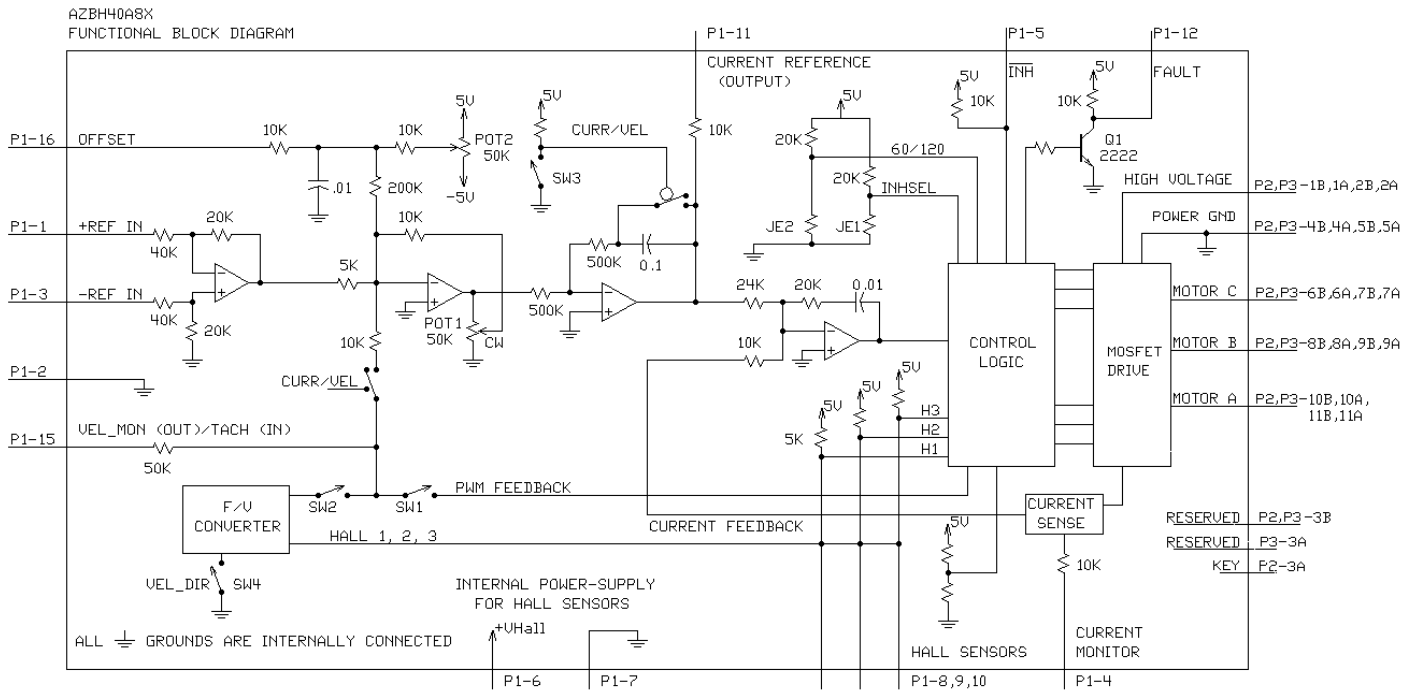 AZBH40A8X
FUNCTIONAL BLOCK DIAGRAM
P1-11
P1-5
P1-12
CURRENT REFERENCE
(OUTPUT)
5V
INH
5V
FAULT
10K
10K
5V
5V
5V
P1-16
OFFSET
10K
10K
POT2
50K
CURR/VEL
10K
20K
60/120
Q1
2222
.01
200K
-5V
SW3
20K
INHSEL
HIGH VOLTAGE
P2,P3-1B,1A,2B,2A
P1-1
+REF IN
20K
10K
JE2
JE1
POWER GND
P2,P3-4B,4A,5B,5A
40K
500K
0.1
5K
24K
20K
0.01
P1-3
-REF IN
MOTOR C
P2,P3-6B,6A,7B,7A
40K
20K
POT1
50K
CW
500K
10K
10K
CONTROL
LOGIC
MOSFET
DRIVE
MOTOR B
P2,P3-8B,8A,9B,9A
P1-2
CURR/VEL
5V
5V
5V
MOTOR A
P2,P3-10B,10A,
11B,11A
P1-15
VEL_MON (OUT)/TACH (IN)
50K
5K
H3
H2
H1
F/V
CONVERTER
SW2
SW1
PWM FEEDBACK
CURRENT
SENSE
CURRENT FEEDBACK
5V
RESERVED
P2,P3-3B
HALL 1, 2, 3
RESERVED
P3-3A
VEL_DIR
SW4
10K
KEY
P2-3A
INTERNAL POWER-SUPPLY
FOR HALL SENSORS
+VHall
ALL GROUNDS ARE INTERNALLY CONNECTED
HALL SENSORS
CURRENT
MONITOR
P1-6
P1-7
P1-8,9,10
P1-4